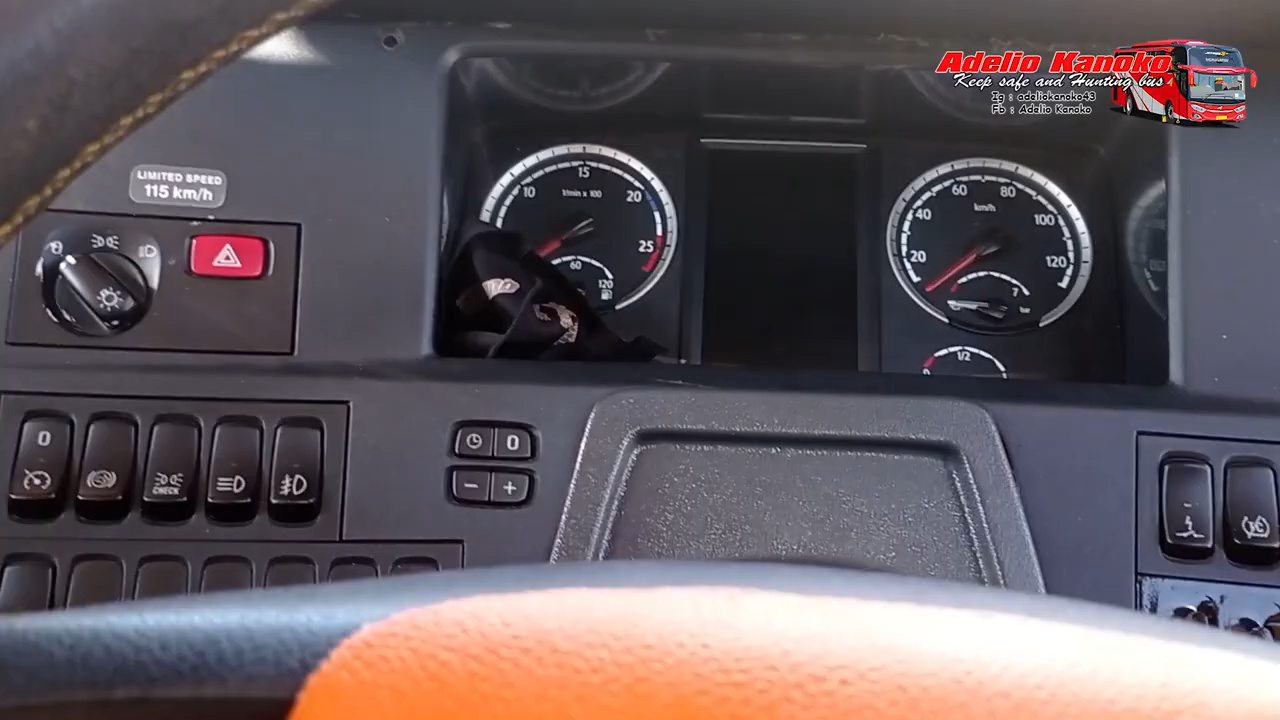 Adelio Kanoko
Keep safe and Hunting bus
Ig : adeliokanoko43
Fb : Adelio Kanoko
LIMITED SPEED
115 km/h
10 15 20 25
1/min x 100
60 120
20 40 60 80 100 120
km/h
7
bar
0 1/2
0
CHECK
0
- +